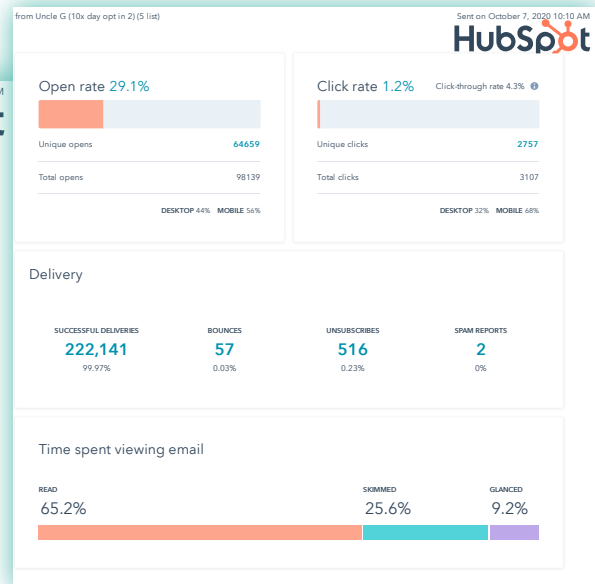 from Uncle G (10x day opt in 2) (5 list)
Sent on October 7, 2020 10:10 AM
HubSpot
Open rate 29.1%
Unique opens 64659
Total opens 98139
DESKTOP 44% MOBILE 56%
Click rate 1.2% Click-through rate 4.3%
Unique clicks 2757
Total clicks 3107
DESKTOP 32% MOBILE 68%
Delivery
SUCCESSFUL DELIVERIES BOUNCES UNSUBSCRIBES SPAM REPORTS
222,141 57 516 2
99.97% 0.03% 0.23% 0%
Time spent viewing email
READ SKIMMED GLANCED
65.2% 25.6% 9.2%